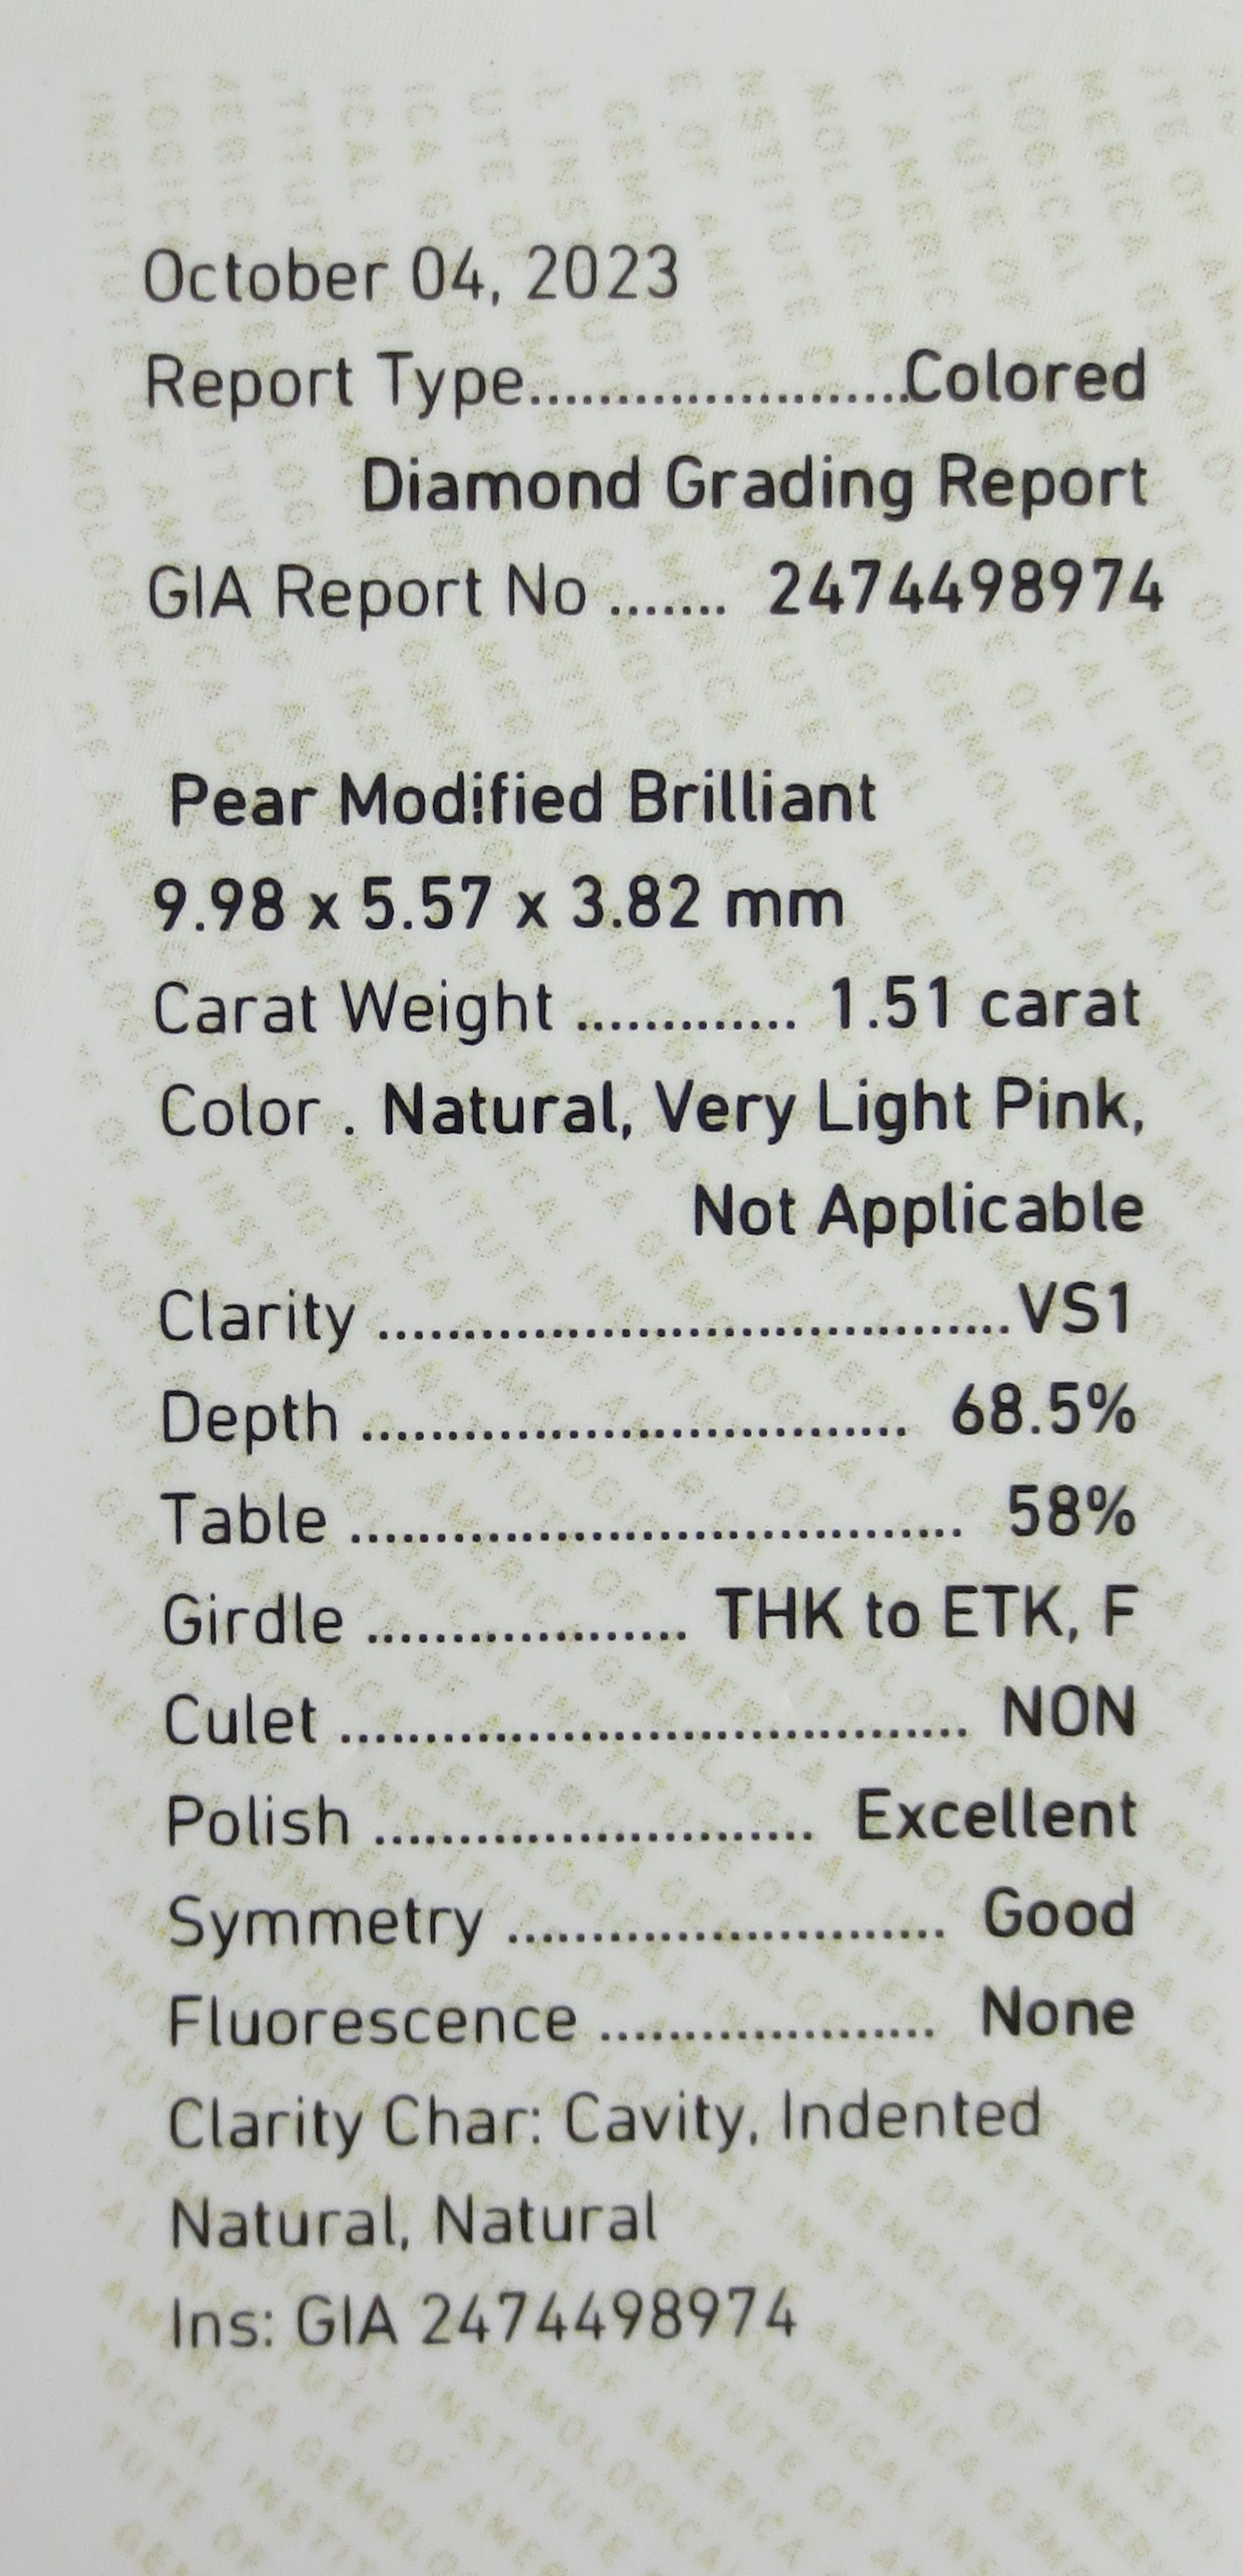 October 04, 2023
Report Type......................Colored
Diamond Grading Report
GIA Report No ....... 2474498974
Pear Modified Brilliant
9.98 x 5.57 x 3.82 mm
Carat Weight ............. 1.51 carat
Color . Natural, Very Light Pink,
Not Applicable
Clarity .....................................VS1
Depth ................................ 68.5%
Table .................................... 58%
Girdle ................... THK to ETK, F
Culet ..................................... NON
Polish .......................... Excellent
Symmetry .......................... Good
Fluorescence .................... None
Clarity Char: Cavity, Indented
Natural, Natural
Ins: GIA 2474498974